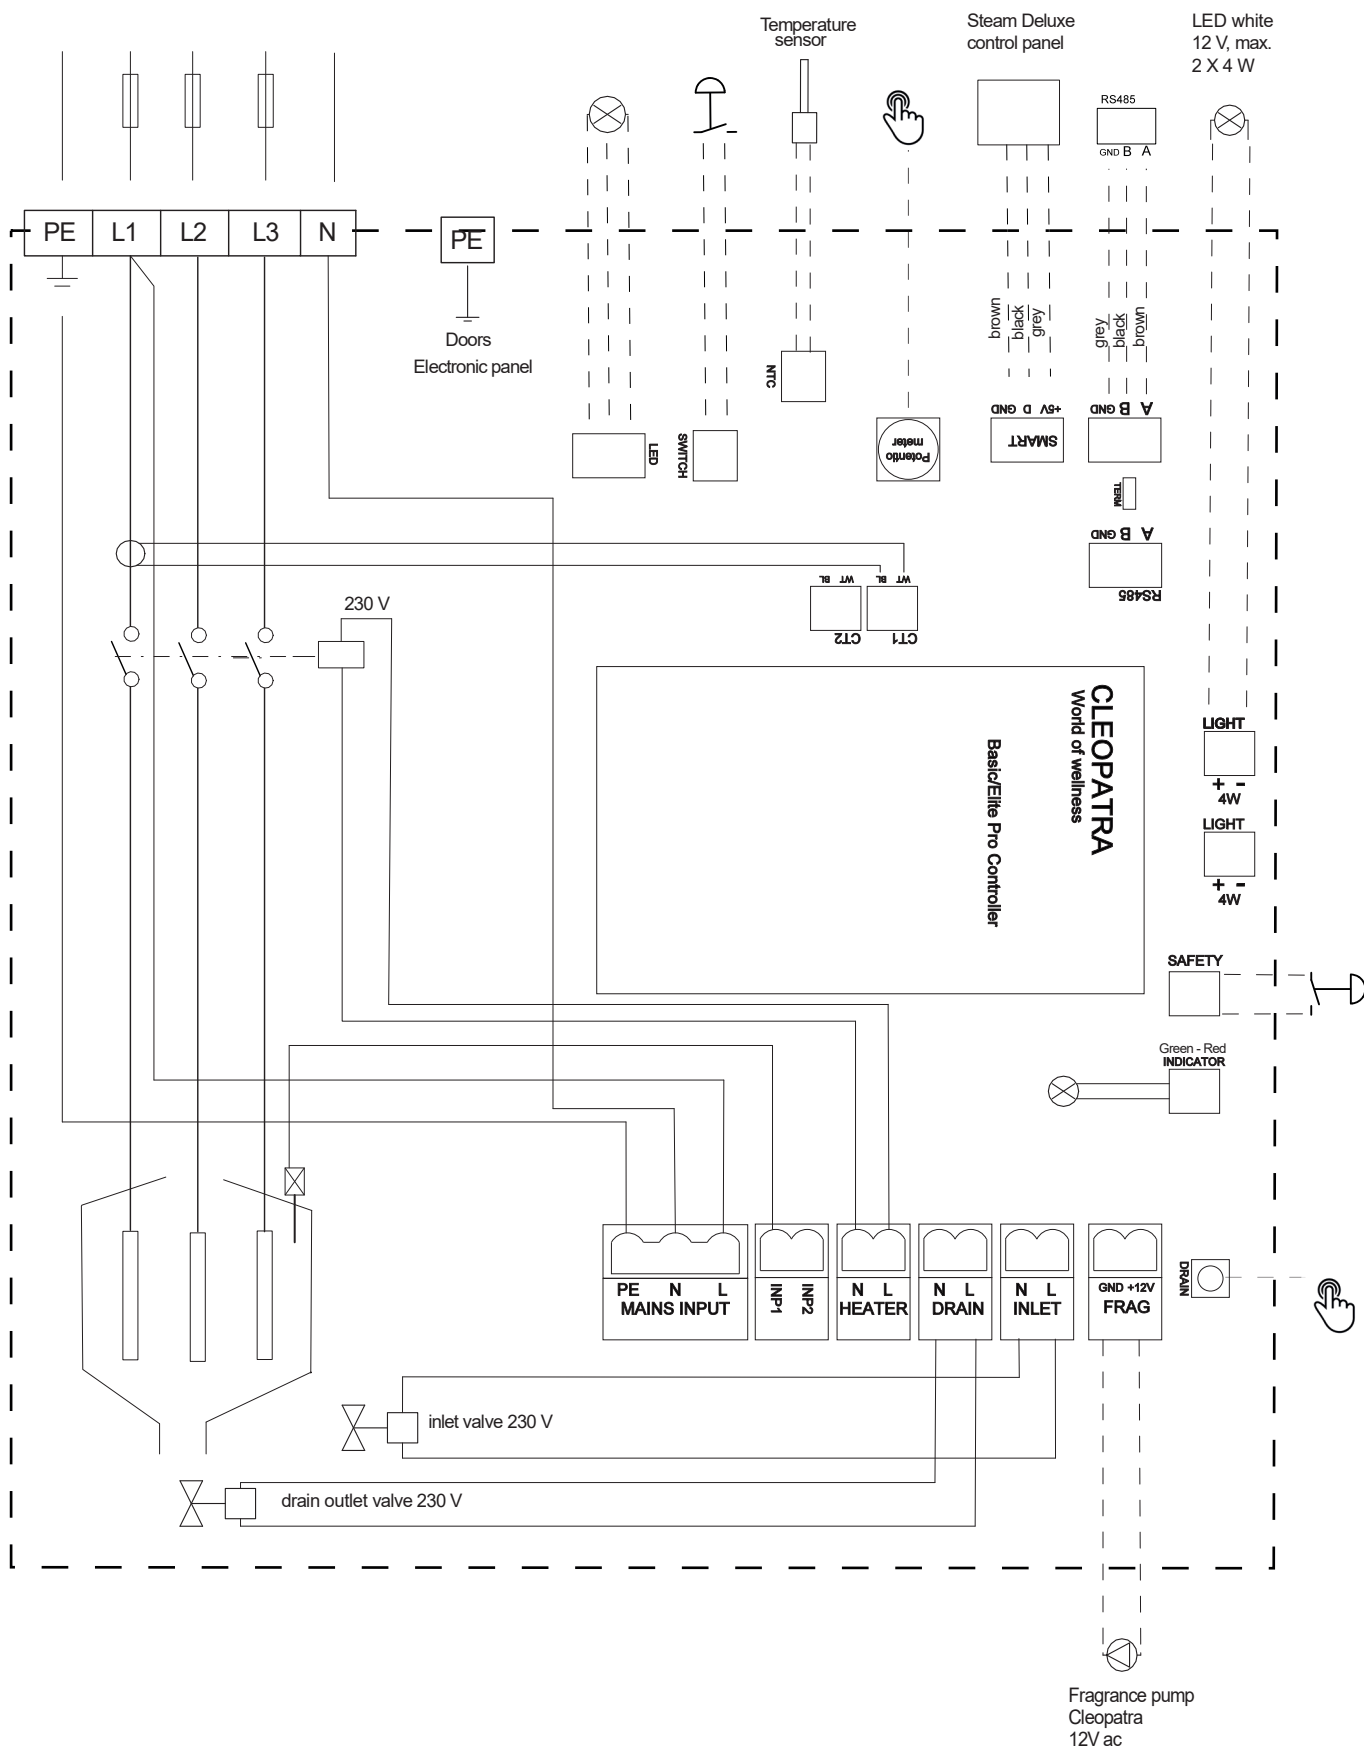 Temperature
sensor
Steam Deluxe
control panel
LED white
12 V, max.
2 X 4 W
RS485
GND B A
PE L1 L2 L3 N
PE
Doors
Electronic panel
brown
black
grey
grey
black
brown
LED
SWITCH
NTC
Potentio
meter
+5V D GND
SMART
A B GND
TERM
A B GND
RS485
230 V
WT BL
CT2
WT BL
CT1
CLEOPATRA
World of wellness
Basic/Elite Pro Controller
LIGHT
+ -
4W
LIGHT
+ -
4W
SAFETY
Green - Red
INDICATOR
PE N L
MAINS INPUT
INP1
INP2
N L
HEATER
N L
DRAIN
N L
INLET
GND +12V
FRAG
DRAIN
inlet valve 230 V
drain outlet valve 230 V
Fragrance pump
Cleopatra
12V ac